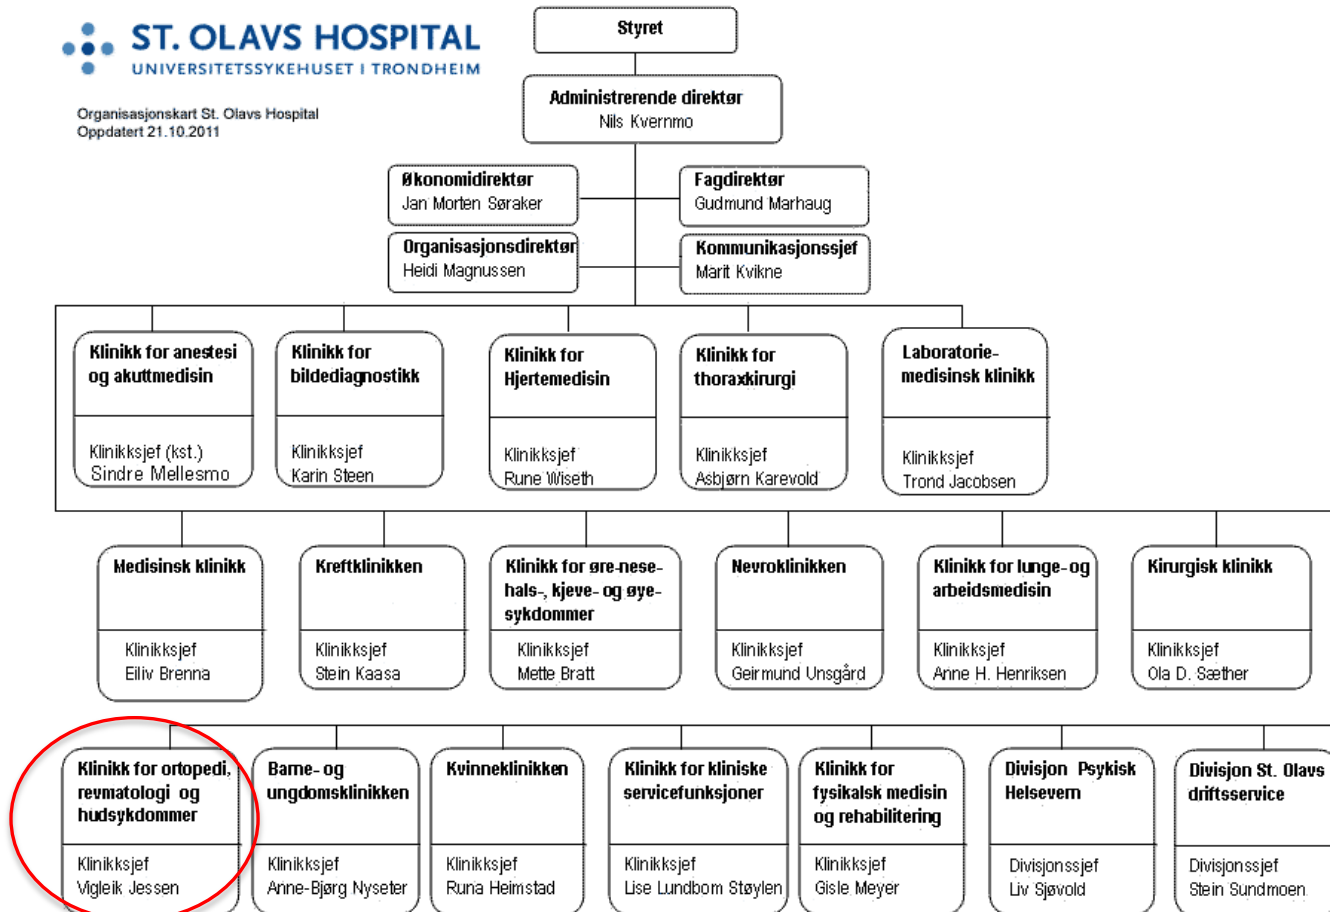 ST. OLAVS HOSPITAL
UNIVERSITETSSYKEHUSET I TRONDHEIM
Organisasjonskart St. Olavs Hospital
Oppdatert 21.10.2011
Styret
Administrerende direktør
Nils Kvernmo
Økonomidirektør
Jan Morten Søraker
Fagdirektør
Gudmund Marhaug
Organisasjonsdirektør
Heidi Magnussen
Kommunikasjonssjef
Marit Kvikne
Klinikk for anestesi
og akuttmedisin
Klinikksjef (kst.)
Sindre Mellesmo
Klinikk for
bildediagnostikk
Klinikksjef
Karin Steen
Klinikk for
Hjertemedisin
Klinikksjef
Rune Wiseth
Klinikk for
thoraxkirurgi
Klinikksjef
Asbjørn Karevold
Laboratorie-
medisinsk klinikk
Klinikksjef
Trond Jacobsen
Medisinsk klinikk
Klinikksjef
Eiliv Brenna
Kreftklinikken
Klinikksjef
Stein Kaasa
Klinikk for øre-nese-
hals-, kjeve- og øye-
sykdommer
Klinikksjef
Mette Bratt
Nevroklinikken
Klinikksjef
Geirmund Unsgård
Klinikk for lunge- og
arbeidsmedisin
Klinikksjef
Anne H. Henriksen
Kirurgisk klinikk
Klinikksjef
Ola D. Sæther
Klinikk for ortopedi,
revmatologi og
hudsykdommer
Klinikksjef
Vigleik Jessen
Barne- og
ungdomsklinikken
Klinikksjef
Anne-Bjørg Nyseter
Kvinneklinikken
Klinikksjef
Runa Heimstad
Klinikk for kliniske
servicefunksjoner
Klinikksjef
Lise Lundbom Støylen
Klinikk for
fysikalsk medisin
og rehabilitering
Klinikksjef
Gisle Meyer
Divisjon Psykisk
Helsevern
Divisjonssjef
Liv Sjøvold
Divisjon St. Olavs
driftsservice
Divisjonssjef
Stein Sundmoen